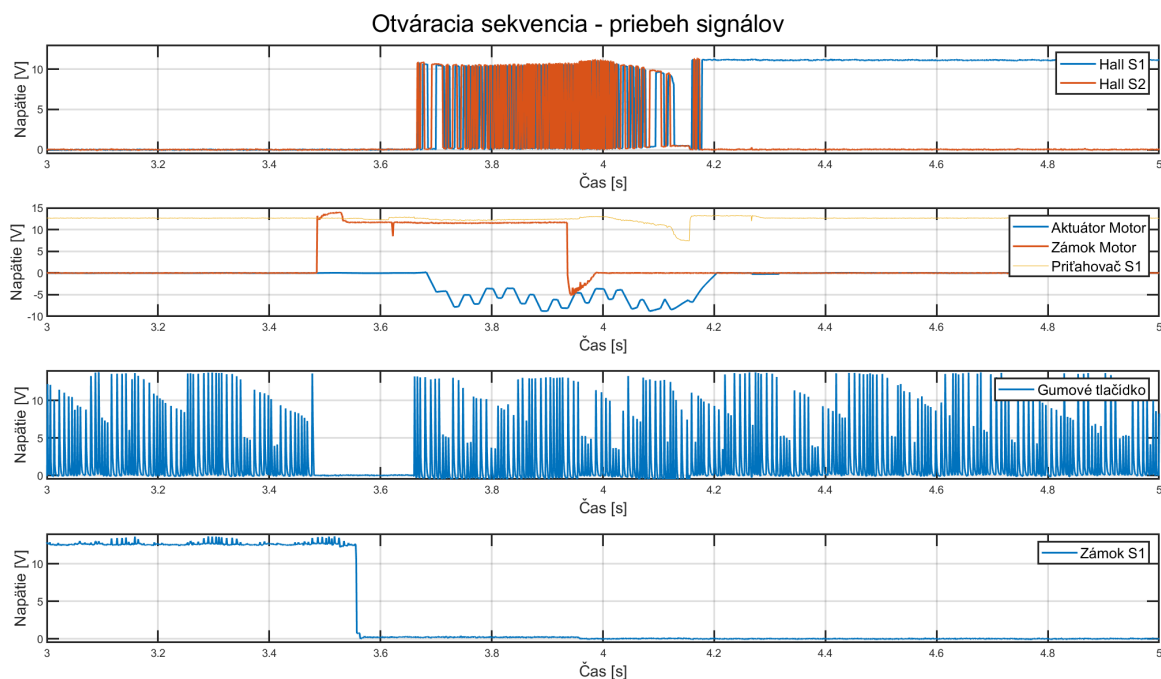 Otváracia sekvencia - priebeh signálov
Napätie [V]
10
5
0
Hall S1
Hall S2
3 3.2 3.4 3.6 3.8 4 4.2 4.4 4.6 4.8 5
Čas [s]
Napätie [V]
15
10
5
0
-5
-10
Aktuátor Motor
Zámok Motor
Priťahovač S1
3 3.2 3.4 3.6 3.8 4 4.2 4.4 4.6 4.8 5
Čas [s]
Napätie [V]
10
5
0
Gumové tlačídko
3 3.2 3.4 3.6 3.8 4 4.2 4.4 4.6 4.8 5
Čas [s]
Napätie [V]
10
5
0
Zámok S1
3 3.2 3.4 3.6 3.8 4 4.2 4.4 4.6 4.8 5
Čas [s]